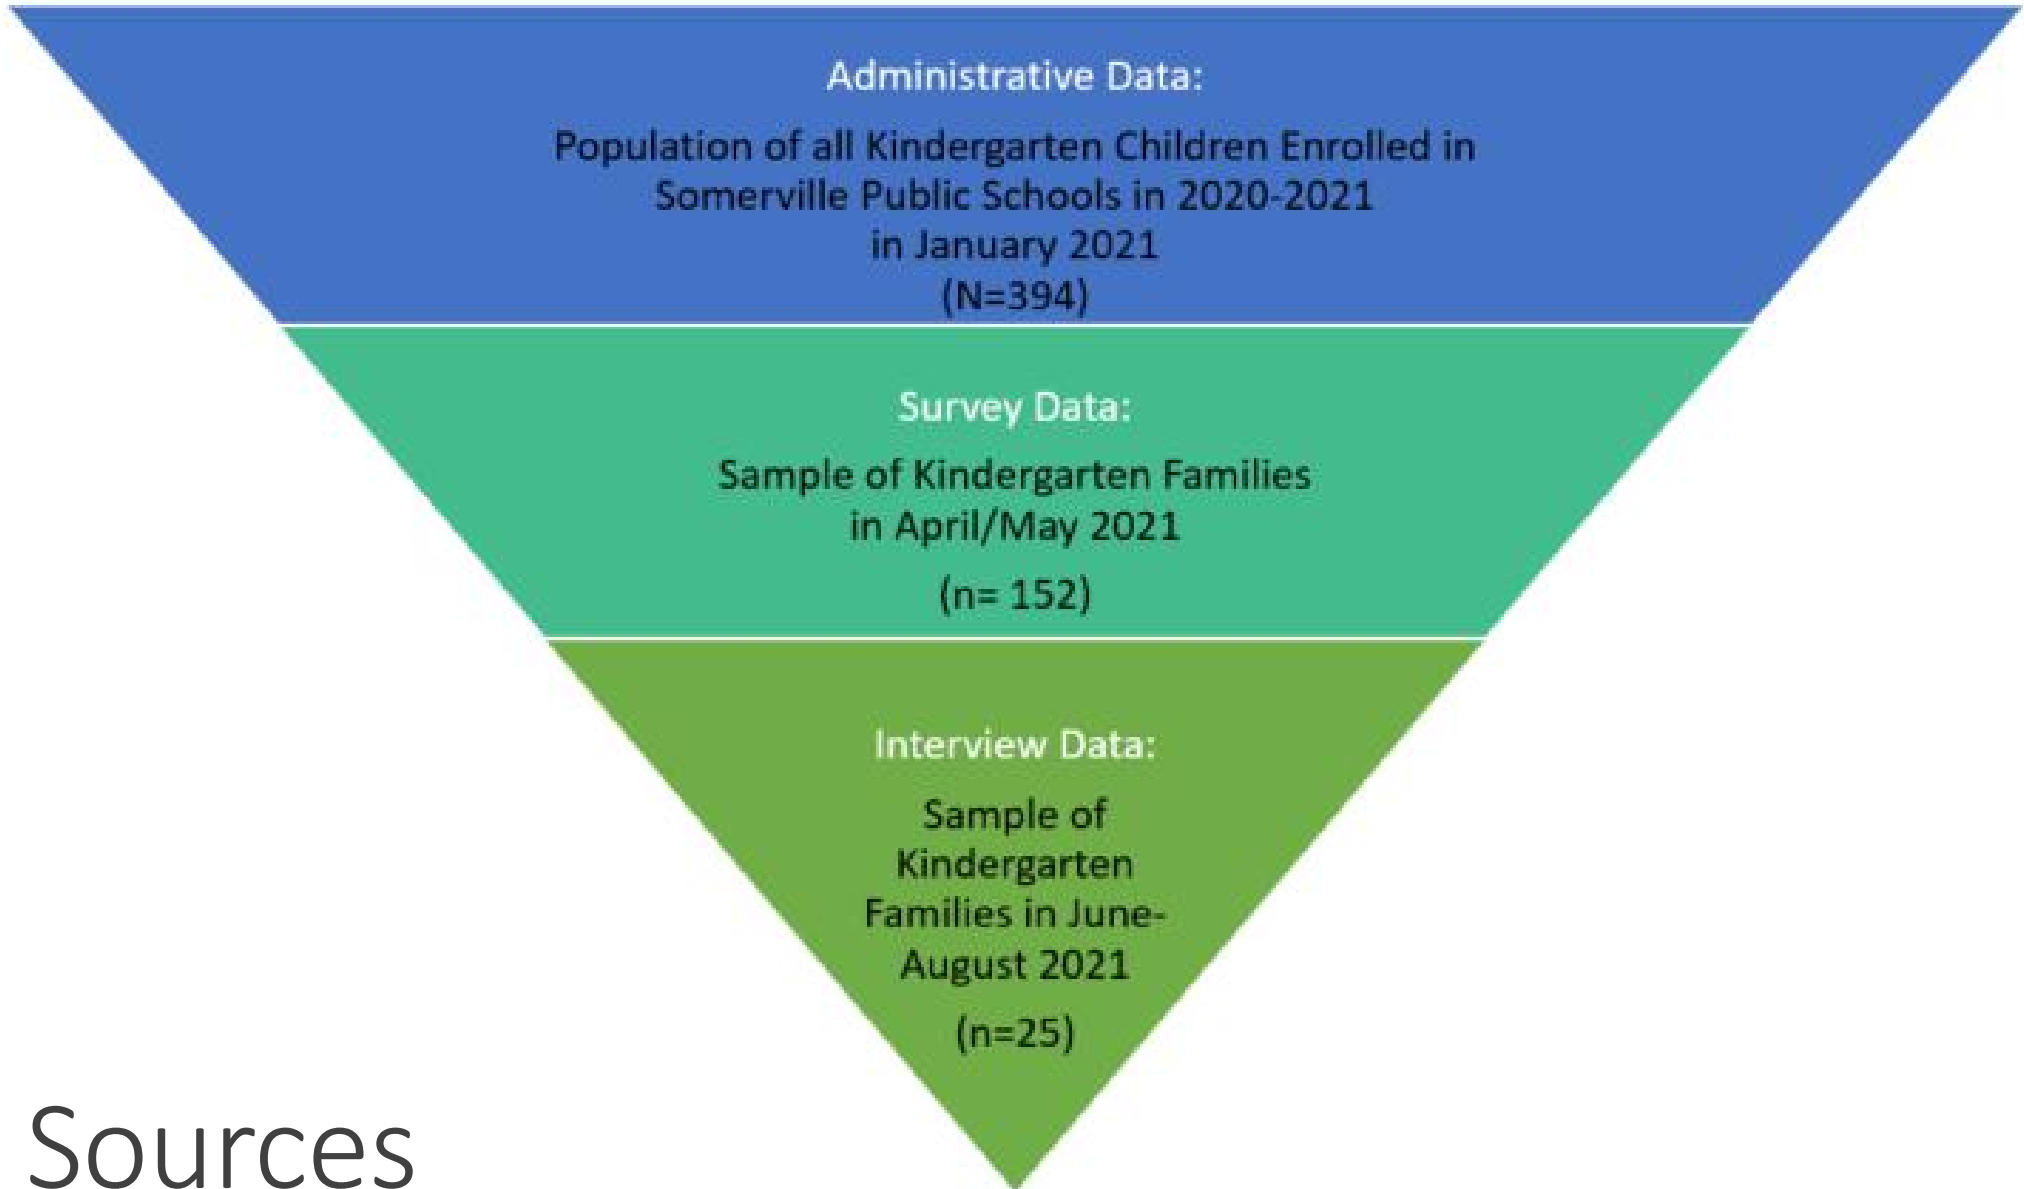 Administrative Data:
Population of all Kindergarten Children Enrolled in
Somerville Public Schools in 2020-2021
in January 2021
(N=394)
Survey Data:
Sample of Kindergarten Families
in April/May 2021
(n= 152)
Interview Data:
Sample of
Kindergarten
Families in June-
August 2021
(n=25)
Sources